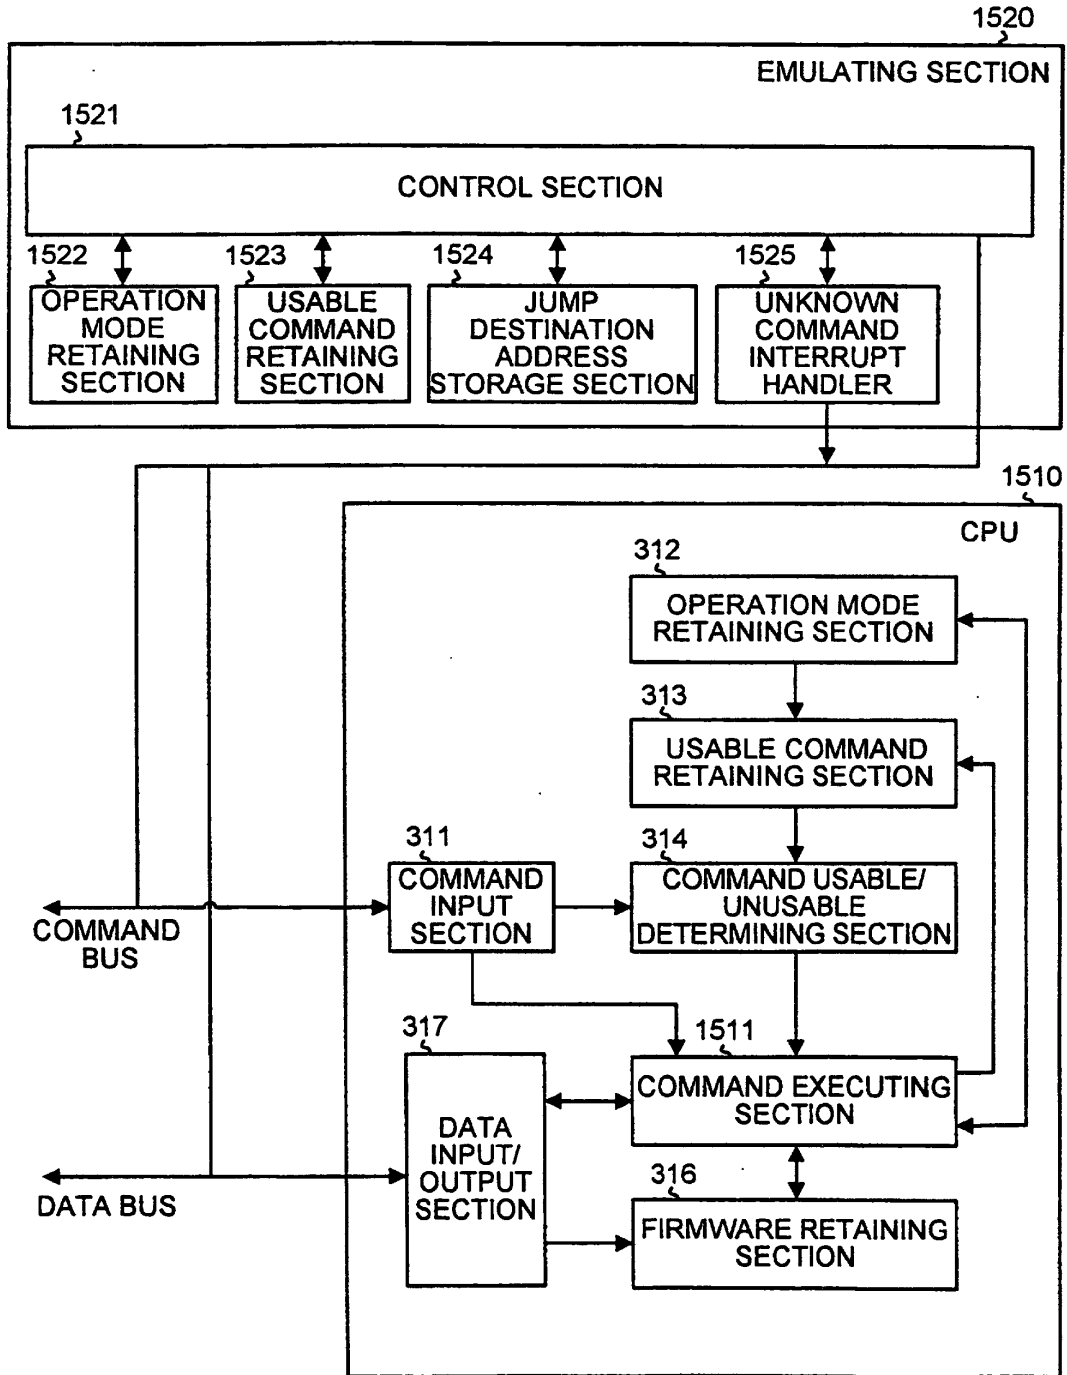 1520
EMULATING SECTION
1521
CONTROL SECTION
1522
OPERATION
MODE
RETAINING
SECTION
1523
USABLE
COMMAND
RETAINING
SECTION
1524
JUMP
DESTINATION
ADDRESS
STORAGE SECTION
1525
UNKNOWN
COMMAND
INTERRUPT
HANDLER
1510
CPU
312
OPERATION MODE
RETAINING SECTION
313
USABLE COMMAND
RETAINING SECTION
311
COMMAND
INPUT
SECTION
314
COMMAND USABLE/
UNUSABLE
DETERMINING SECTION
COMMAND
BUS
317
DATA
INPUT/
OUTPUT
SECTION
1511
COMMAND EXECUTING
SECTION
DATA BUS
316
FIRMWARE RETAINING
SECTION